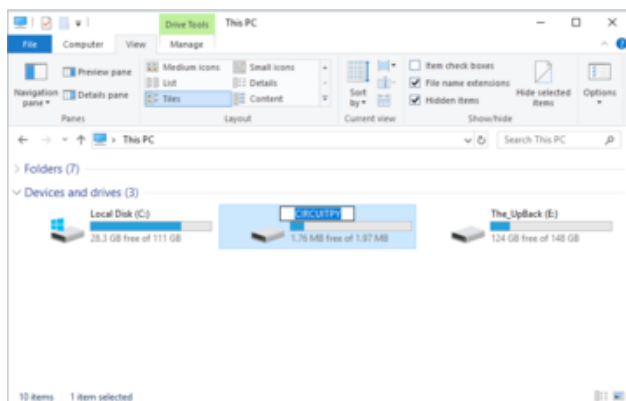 Drive Tools This PC
File Computer View Manage
Navigation pane
Preview pane
Details pane
Panes
Medium icons Small icons
List Details
Tiles Content
Layout
Sort by
Current view
Item check boxes
File name extensions
Hidden items
Hide selected items
Show/hide
Options
This PC
Search This PC
Folders (7)
Devices and drives (3)
Local Disk (C:)
28.3 GB free of 111 GB
CIRCUITPY
1.76 MB free of 1.97 MB
The_UpBack (E:)
124 GB free of 148 GB
10 items 1 item selected